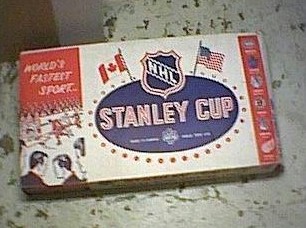 WORLD'S
FASTEST
SPORT...
NHL
STANLEY CUP